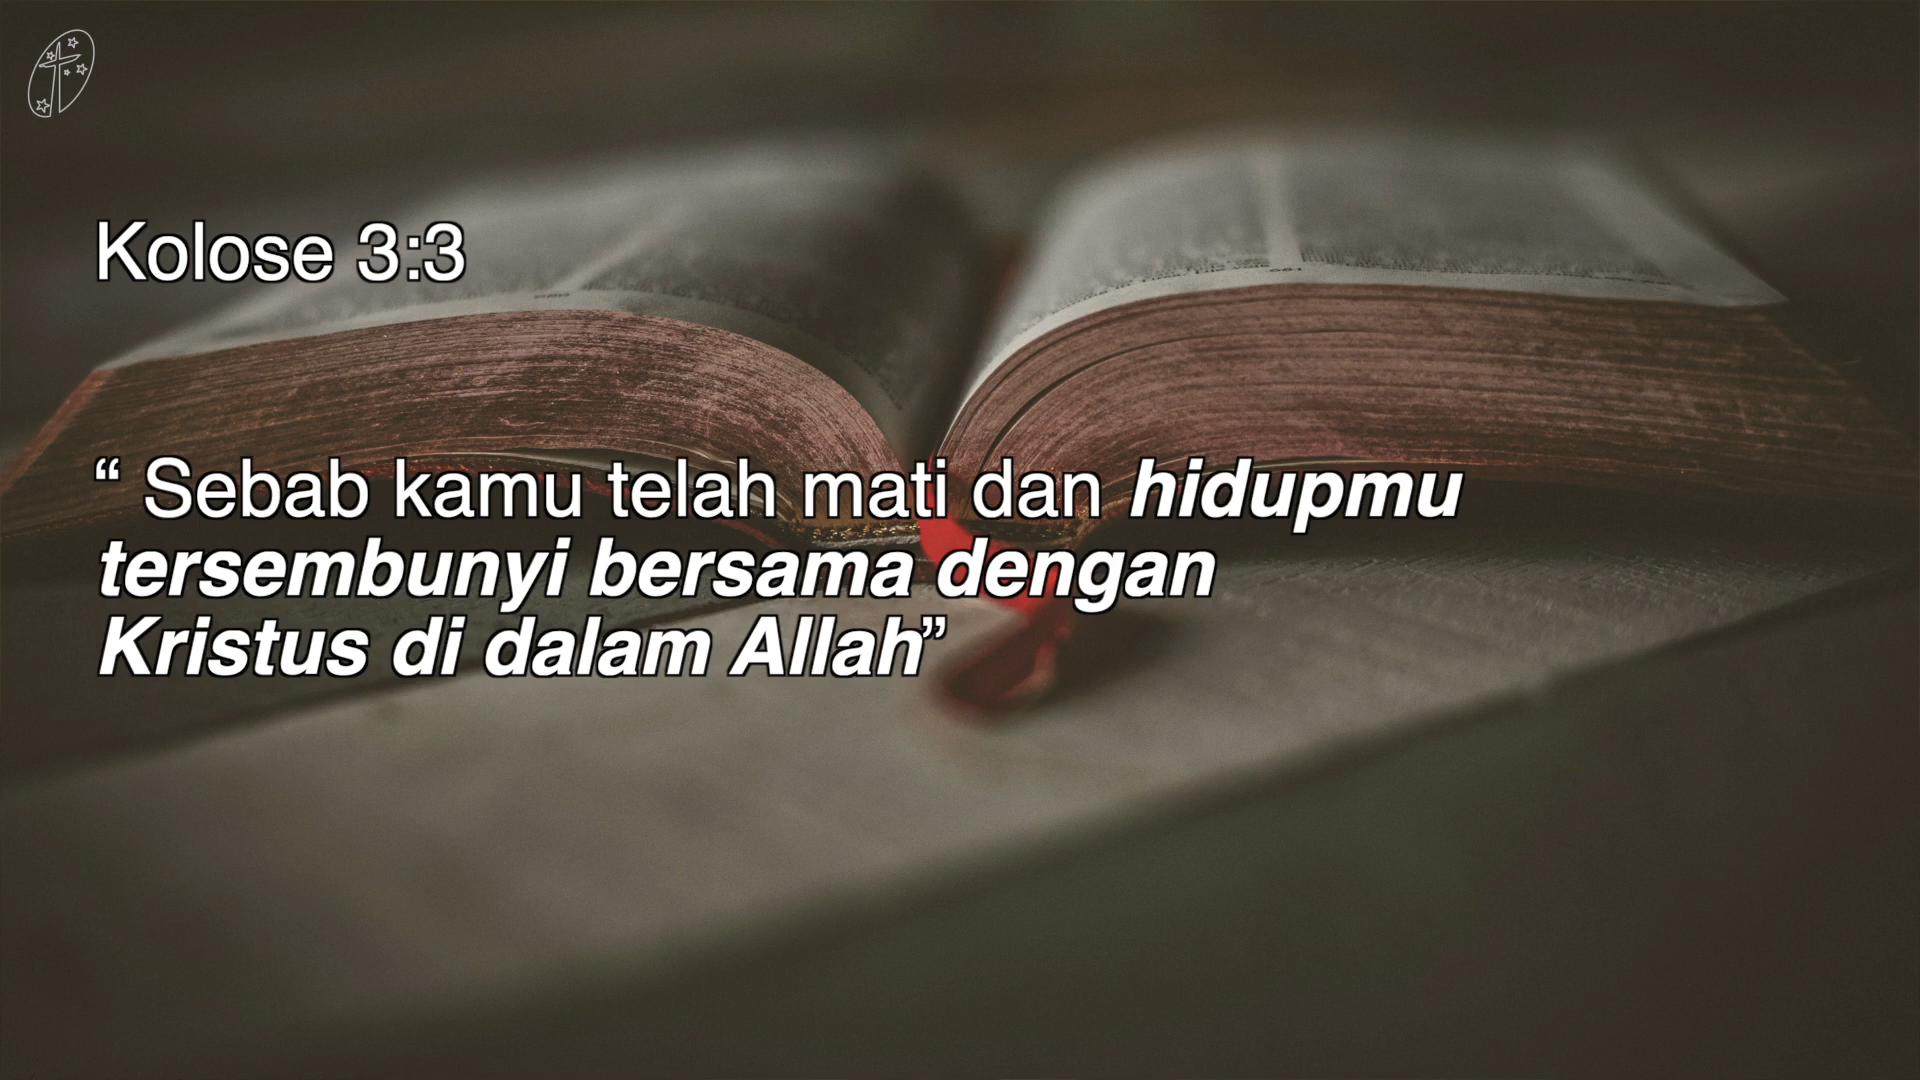 Kolose 3:3
“ Sebab kamu telah mati dan hidupmu
tersembunyi bersama dengan
Kristus di dalam Allah”